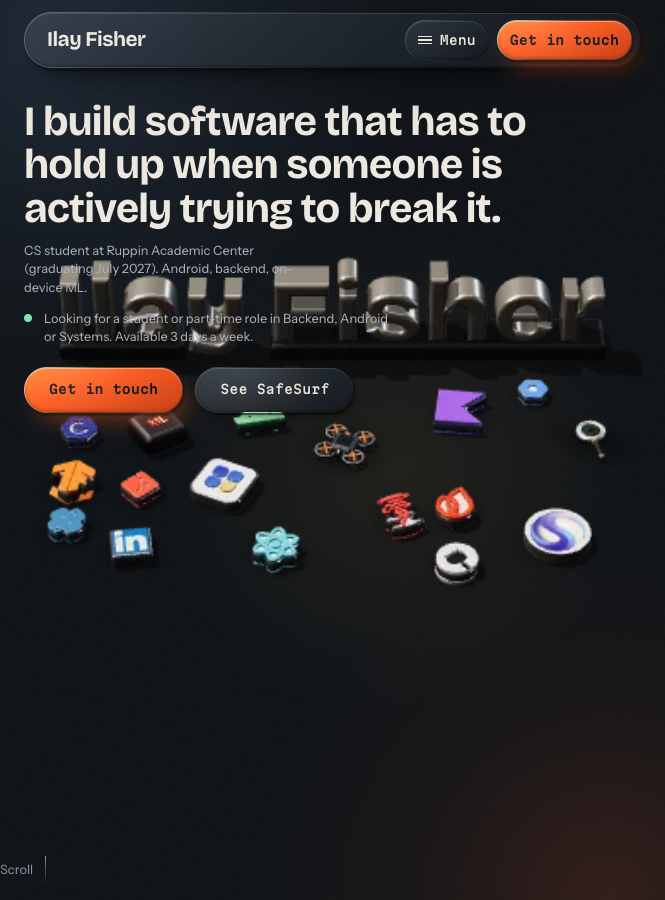 Ilay Fisher
Menu
Get in touch
I build software that has to
hold up when someone is
actively trying to break it.
CS student at Ruppin Academic Center
(graduating July 2027). Android, backend, on-
device ML.
Ilay Fisher
Looking for a student or part-time role in Backend, Android
or Systems. Available 3 days a week.
Get in touch
See SafeSurf
C
XML
in
Scroll